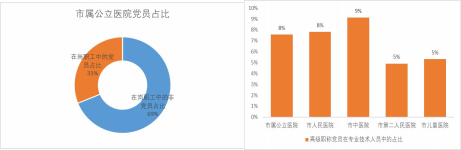 市属公立医院党员占比
在岗职工中的党
员占比
31%
在岗职工中的非
党员占比
69%
10%
9%
8%
7%
6%
5%
4%
3%
2%
1%
0%
8%
8%
9%
5%
5%
市属公立医院
市人民医院
市中医院
市第二人民医院
市儿童医院
高级职称党员在专业技术人员中的占比